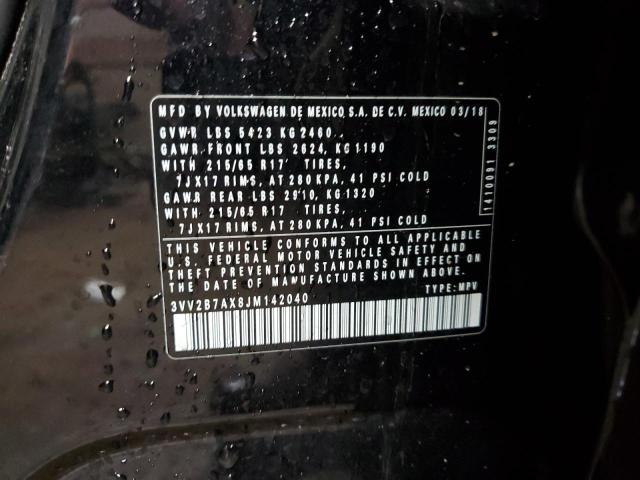 MFD BY VOLKSWAGEN DE MEXICO, S.A. DE C.V. MEXICO 03/18
GVWR LBS 5423 KG 2460
GAWR FRONT LBS 2624, KG 1190
WITH 215/65 R17 TIRES,
7JX17 RIMS, AT 280 KPA, 41 PSI COLD
GAWR REAR LBS 2910, KG 1320
WITH 215/65 R17 TIRES,
7JX17 RIMS, AT 280 KPA, 41 PSI COLD
THIS VEHICLE CONFORMS TO ALL APPLICABLE
U.S. FEDERAL MOTOR VEHICLE SAFETY AND
THEFT PREVENTION STANDARDS IN EFFECT ON
THE DATE OF MANUFACTURE SHOWN ABOVE.
3VV2B7AX8JM142040 TYPE: MPV
1410091 3309